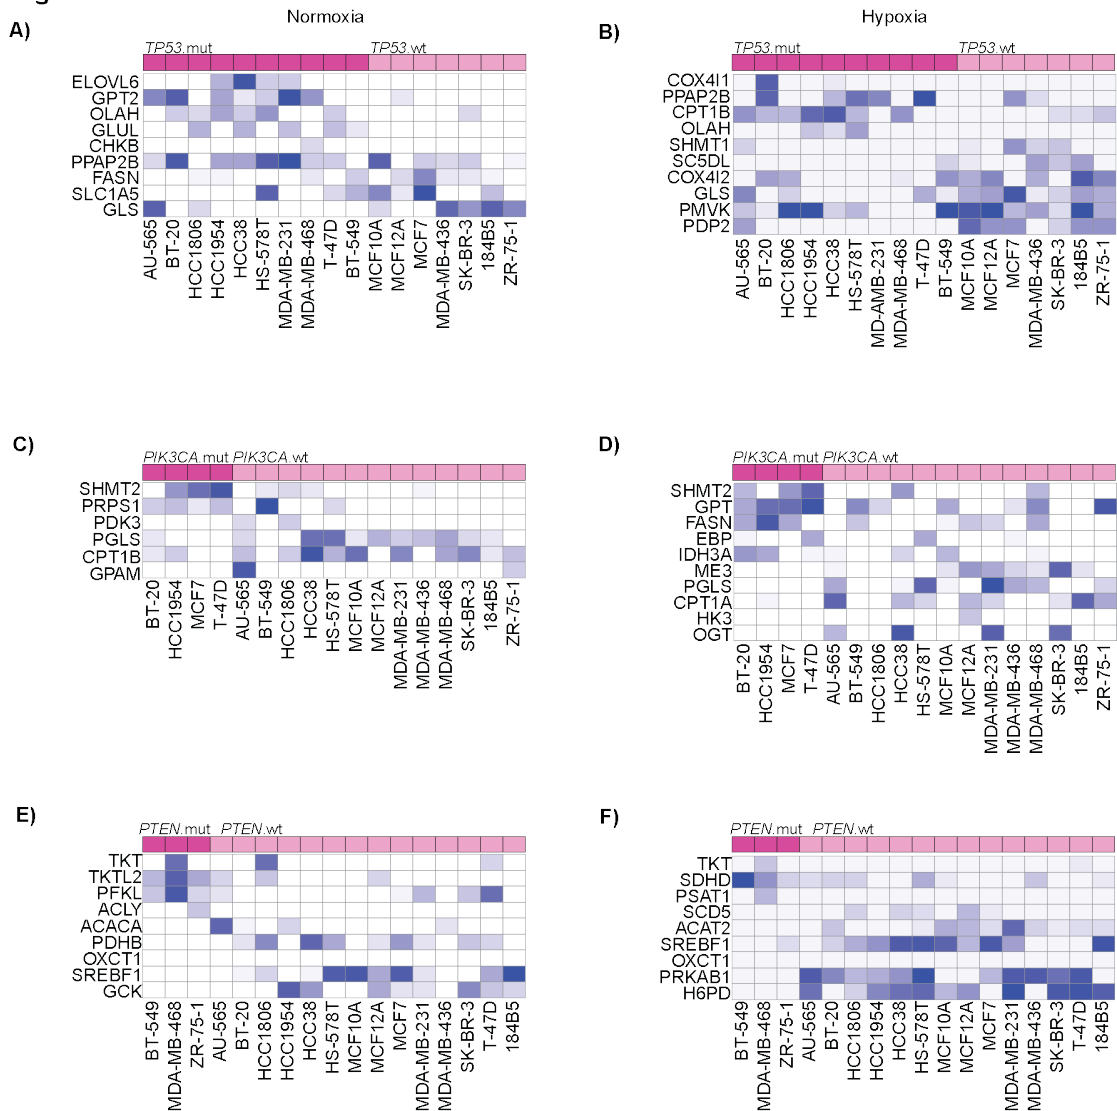 Normoxia
Hypoxia
A)
TP53.mut TP53.wt
ELOVL6
GPT2
OLAH
GLUL
CHKB
PPAP2B
FASN
SLC1A5
GLS
AU-565
BT-20
HCC1806
HCC1954
HCC38
HS-578T
MDA-MB-231
MDA-MB-468
T-47D
BT-549
MCF10A
MCF12A
MCF7
MDA-MB-436
SK-BR-3
184B5
ZR-75-1
B)
TP53.mut TP53.wt
COX4I1
PPAP2B
CPT1B
OLAH
SHMT1
SC5DL
COX4I2
GLS
PMVK
PDP2
AU-565
BT-20
HCC1806
HCC1954
HCC38
HS-578T
MD-AMB-231
MDA-MB-468
T-47D
BT-549
MCF10A
MCF12A
MCF7
MDA-MB-436
SK-BR-3
184B5
ZR-75-1
C)
PIK3CA.mut PIK3CA.wt
SHMT2
PRPS1
PDK3
PGLS
CPT1B
GPAM
BT-20
HCC1954
MCF7
T-47D
AU-565
BT-549
HCC1806
HCC38
HS-578T
MCF10A
MCF12A
MDA-MB-231
MDA-MB-436
MDA-MB-468
SK-BR-3
184B5
ZR-75-1
D)
PIK3CA.mut PIK3CA.wt
SHMT2
GPT
FASN
EBP
IDH3A
ME3
PGLS
CPT1A
HK3
OGT
BT-20
HCC1954
MCF7
T-47D
AU-565
BT-549
HCC1806
HCC38
HS-578T
MCF10A
MCF12A
MDA-MB-231
MDA-MB-436
MDA-MB-468
SK-BR-3
184B5
ZR-75-1
E)
PTEN.mut PTEN.wt
TKT
TKTL2
PFKL
ACLY
ACACA
PDHB
OXCT1
SREBF1
GCK
BT-549
MDA-MB-468
ZR-75-1
AU-565
BT-20
HCC1806
HCC1954
HCC38
HS-578T
MCF10A
MCF12A
MCF7
MDA-MB-231
MDA-MB-436
SK-BR-3
T-47D
184B5
F)
PTEN.mut PTEN.wt
TKT
SDHD
PSAT1
SCD5
ACAT2
SREBF1
OXCT1
PRKAB1
H6PD
BT-549
MDA-MB-468
ZR-75-1
AU-565
BT-20
HCC1806
HCC1954
HCC38
HS-578T
MCF10A
MCF12A
MCF7
MDA-MB-231
MDA-MB-436
SK-BR-3
T-47D
184B5